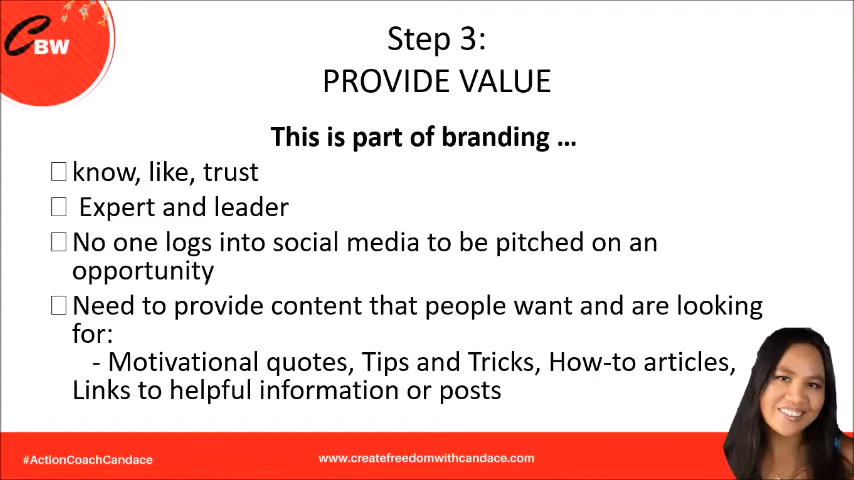 CBW
Step 3:
PROVIDE VALUE
This is part of branding …
know, like, trust
Expert and leader
No one logs into social media to be pitched on an
opportunity
Need to provide content that people want and are looking
for:
- Motivational quotes, Tips and Tricks, How-to articles,
Links to helpful information or posts
#ActionCoachCandace
www.createfreedomwithcandace.com